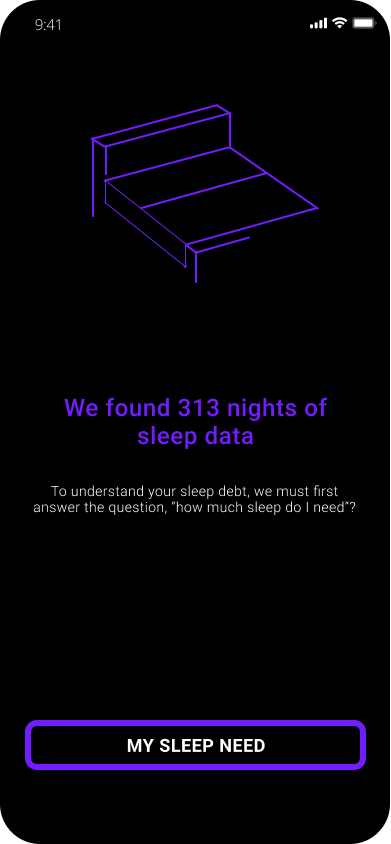 9:41
We found 313 nights of
sleep data
To understand your sleep debt, we must first
answer the question, “how much sleep do I need”?
MY SLEEP NEED